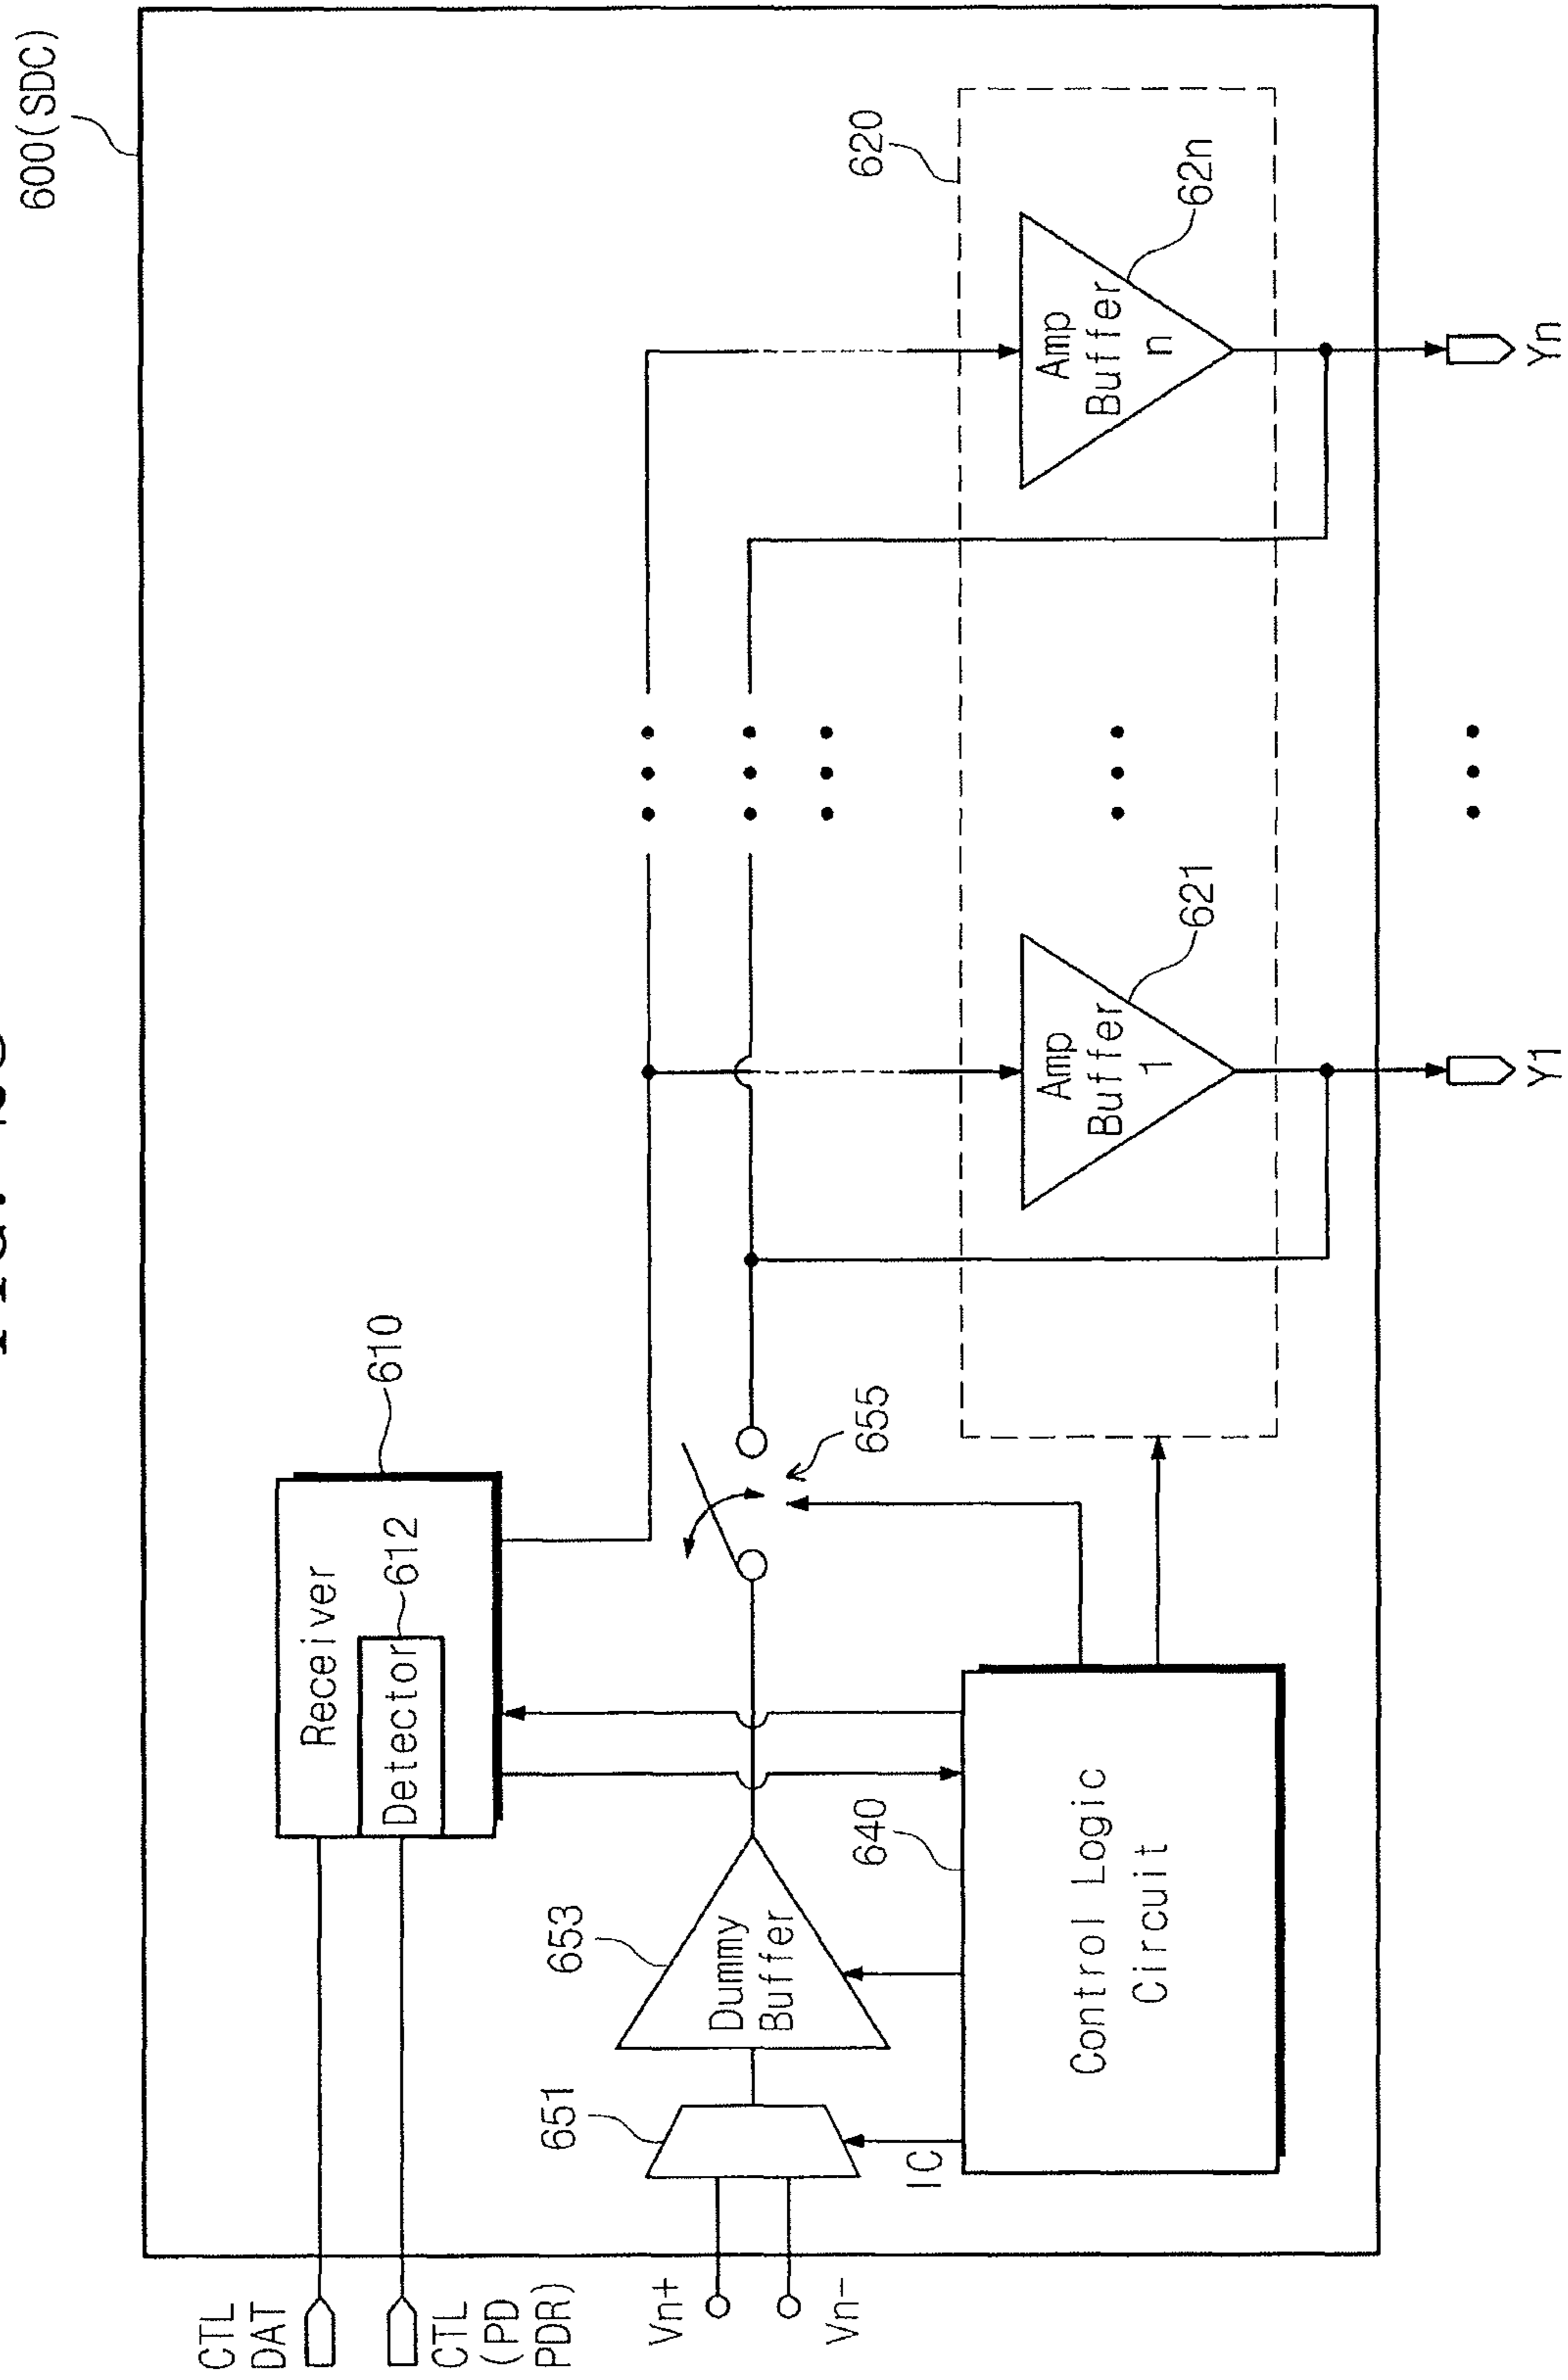 600(SDC)
CTL
DAT
CTL
(PD
PDR)
Receiver
610
Detector
612
Vn+
Vn-
651
IC
Dummy
Buffer
653
655
640
Control Logic
Circuit
620
Amp
Buffer
1
621
Amp
Buffer
n
62n
Y1
Yn